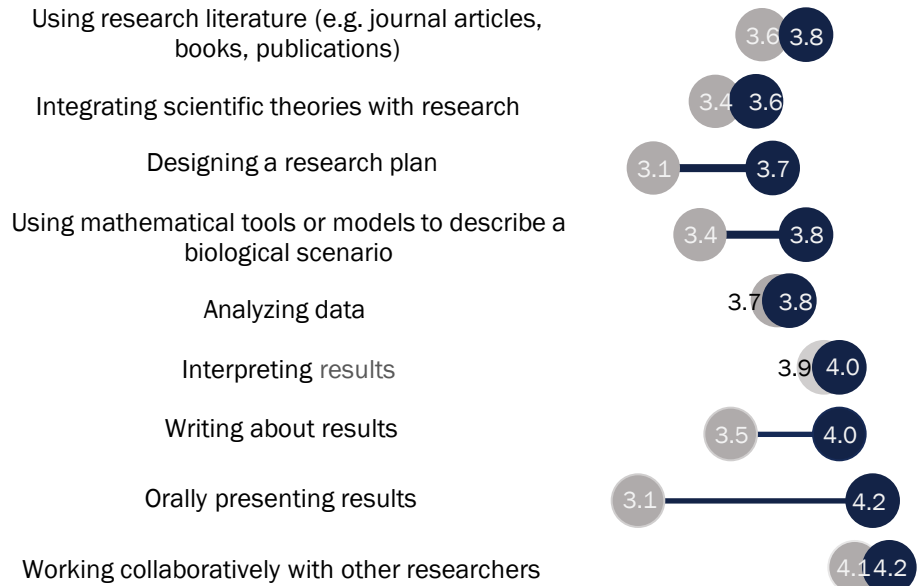 Using research literature (e.g. journal articles,
books, publications)
3.6 3.8
Integrating scientific theories with research
3.4 3.6
Designing a research plan
3.1 3.7
Using mathematical tools or models to describe a
biological scenario
3.4 3.8
Analyzing data
3.7 3.8
Interpreting results
3.9 4.0
Writing about results
3.5 4.0
Orally presenting results
3.1 4.2
Working collaboratively with other researchers
4.1 4.2